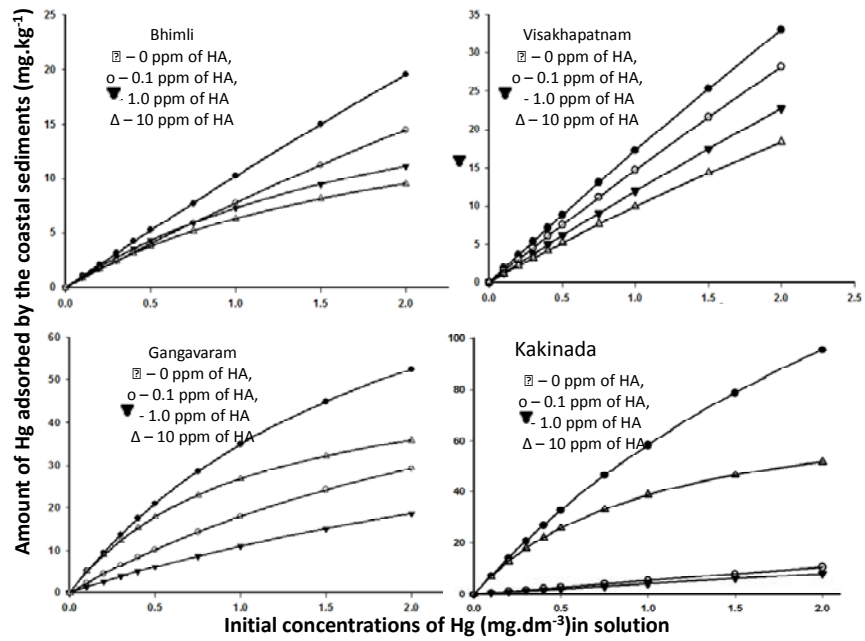 Amount of Hg adsorbed by the coastal sediments (mg.kg⁻¹)
Bhimli
⍰ – 0 ppm of HA,
o – 0.1 ppm of HA,
▼- 1.0 ppm of HA
Δ – 10 ppm of HA
25
20
15
10
5
0
0.0 0.5 1.0 1.5 2.0
Visakhapatnam
⍰ – 0 ppm of HA,
o – 0.1 ppm of HA,
▼ - 1.0 ppm of HA
Δ – 10 ppm of HA
35
30
25
20
15
10
5
0
0.0 0.5 1.0 1.5 2.0 2.5
Gangavaram
⍰ – 0 ppm of HA,
o – 0.1 ppm of HA,
▼ - 1.0 ppm of HA
Δ – 10 ppm of HA
60
50
40
30
20
10
0
0.0 0.5 1.0 1.5 2.0
Kakinada
⍰ – 0 ppm of HA,
o – 0.1 ppm of HA,
▼- 1.0 ppm of HA
Δ – 10 ppm of HA
100
80
60
40
20
0
0.0 0.5 1.0 1.5 2.0
Initial concentrations of Hg (mg.dm⁻³)in solution